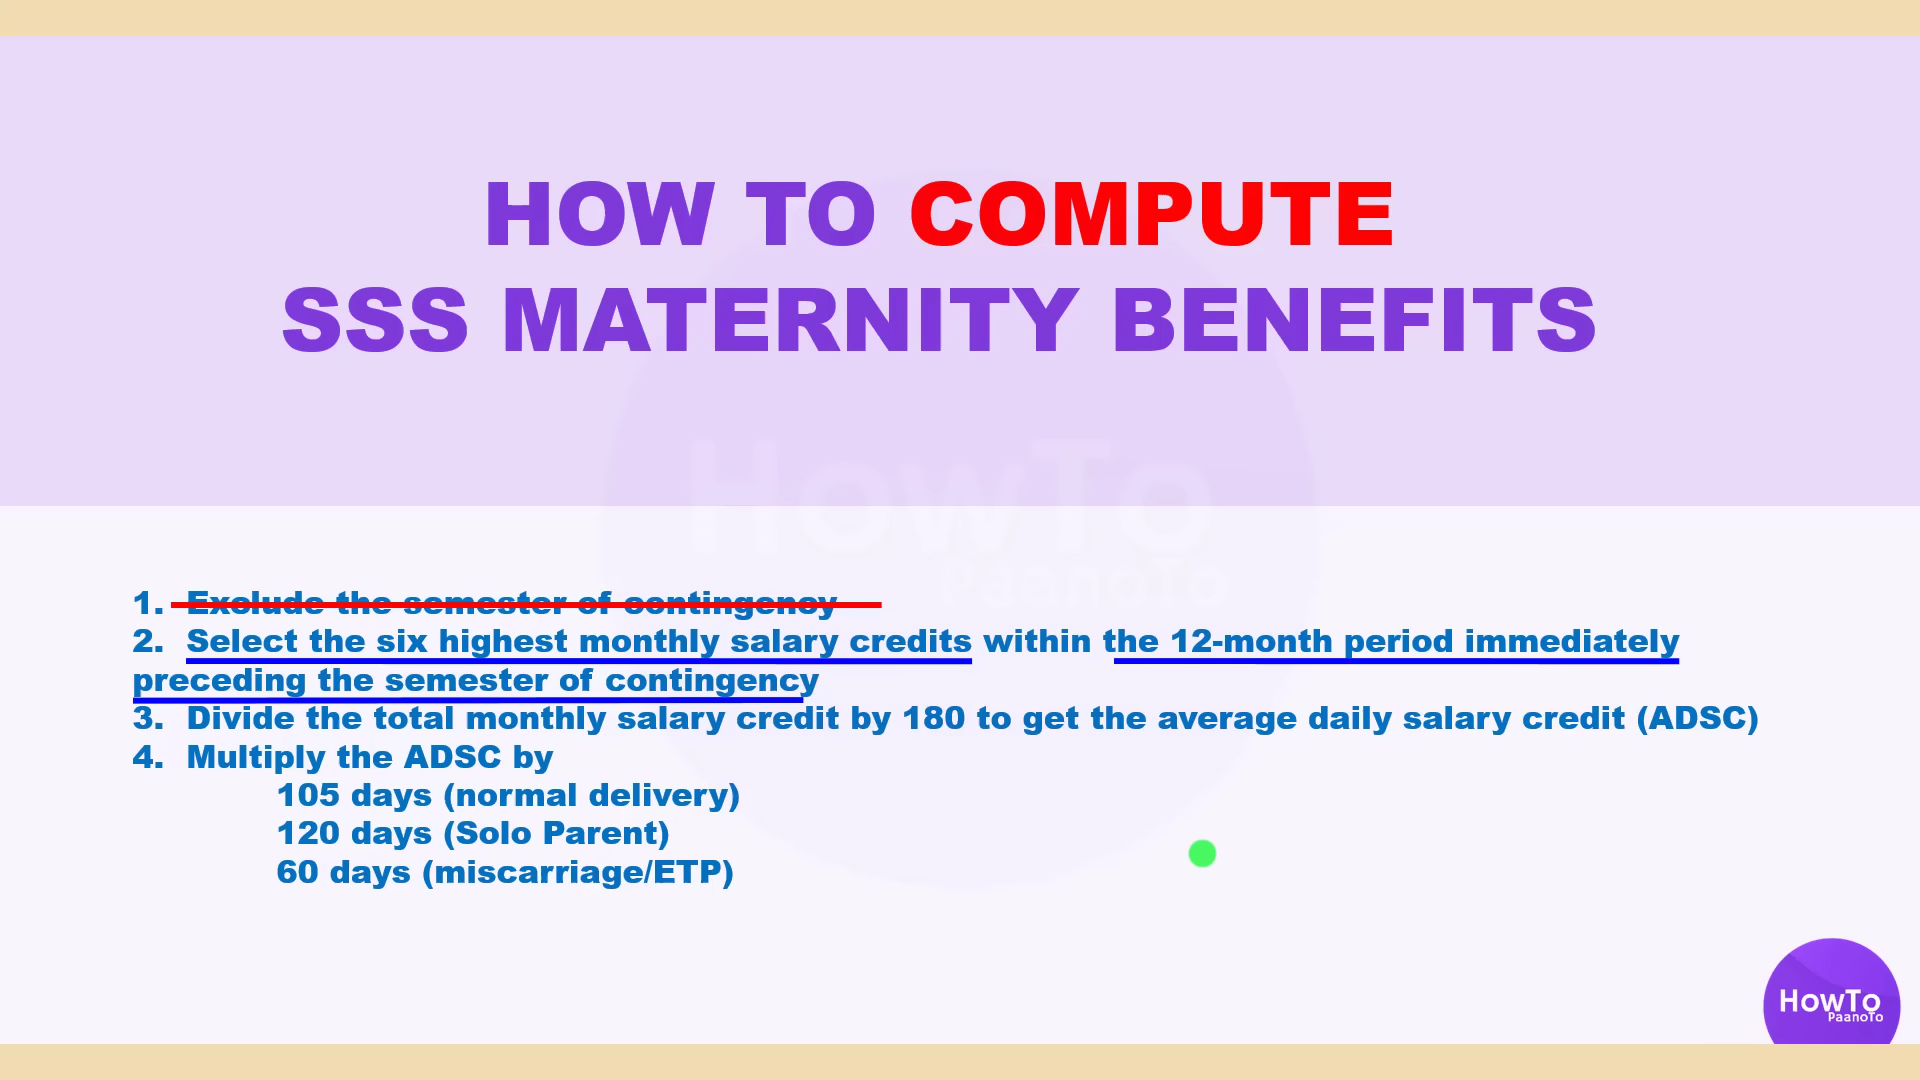 HOW TO COMPUTE
SSS MATERNITY BENEFITS
HowTo
PaanoTo
1. Exclude the semester of contingency
2. Select the six highest monthly salary credits within the 12-month period immediately
preceding the semester of contingency
3. Divide the total monthly salary credit by 180 to get the average daily salary credit (ADSC)
4. Multiply the ADSC by
105 days (normal delivery)
120 days (Solo Parent)
60 days (miscarriage/ETP)
HowTo
PaanoTo